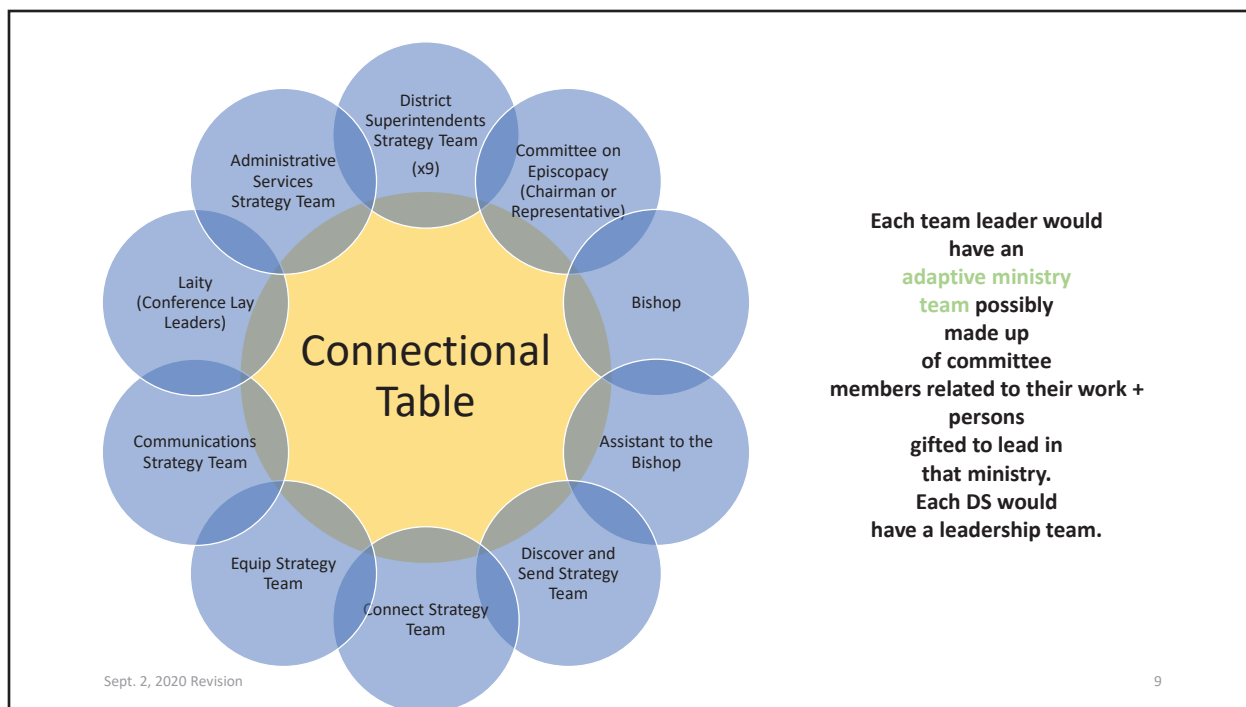 District
Superintendents
Strategy Team
(x9)
Committee on
Episcopacy
(Chairman or
Representative)
Bishop
Assistant to the
Bishop
Discover and
Send Strategy
Team
Connect Strategy
Team
Equip Strategy
Team
Communications
Strategy Team
Laity
(Conference Lay
Leaders)
Administrative
Services
Strategy Team
Connectional
Table
Each team leader would
have an
adaptive ministry
team possibly
made up
of committee
members related to their work +
persons
gifted to lead in
that ministry.
Each DS would
have a leadership team.
Sept. 2, 2020 Revision
9